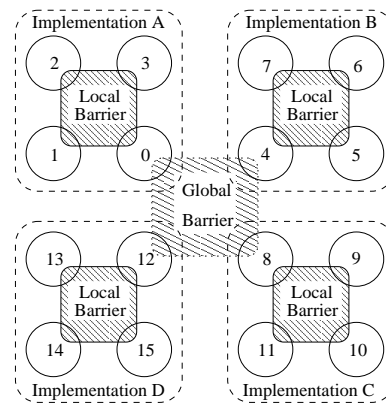 Implementation A
2
3
Local
Barrier
1
0
Implementation B
7
6
Local
Barrier
4
5
Global
Barrier
13
12
Local
Barrier
14
15
Implementation D
8
9
Local
Barrier
11
10
Implementation C